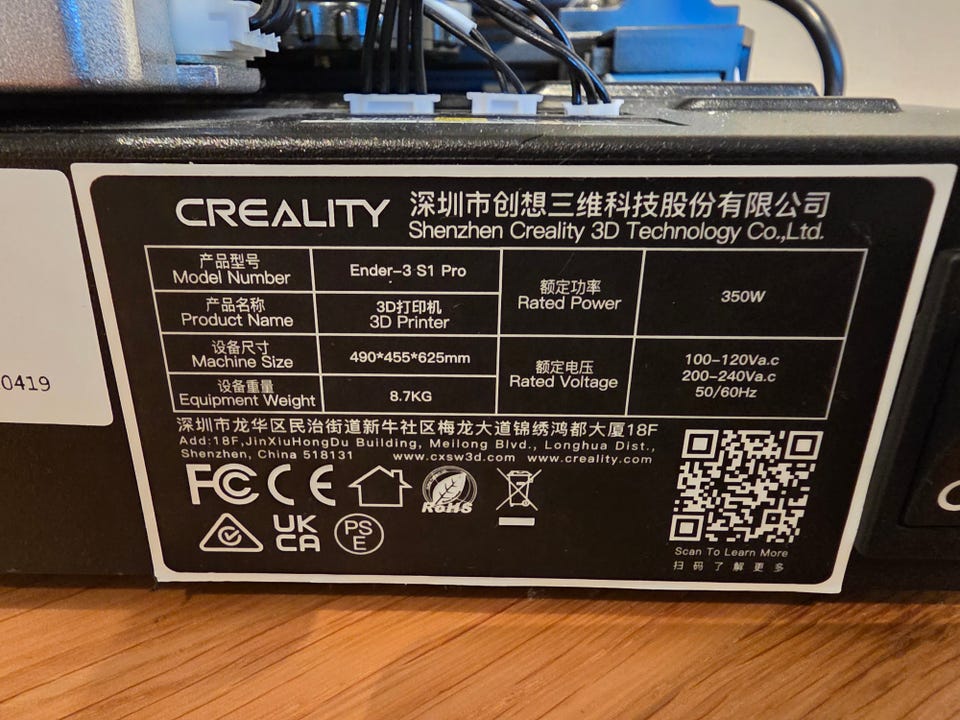 CREALITY
深圳市创想三维科技股份有限公司
Shenzhen Creality 3D Technology Co.,Ltd.
产品型号
Model Number
Ender-3 S1 Pro
产品名称
Product Name
3D打印机
3D Printer
额定功率
Rated Power
350W
设备尺寸
Machine Size
490*455*625mm
设备重量
Equipment Weight
8.7KG
额定电压
Rated Voltage
100-120Va.c
200-240Va.c
50/60Hz
深圳市龙华区民治街道新牛社区梅龙大道锦绣鸿都大厦18F
Add:18F,JinXiuHongDu Building, Meilong Blvd., Longhua Dist.,
Shenzhen, China 518131 www.cxsw3d.com www.creality.com
FCC CE RoHS
UK
CA
PS
E
Scan To Learn More
扫码了解更多
0419